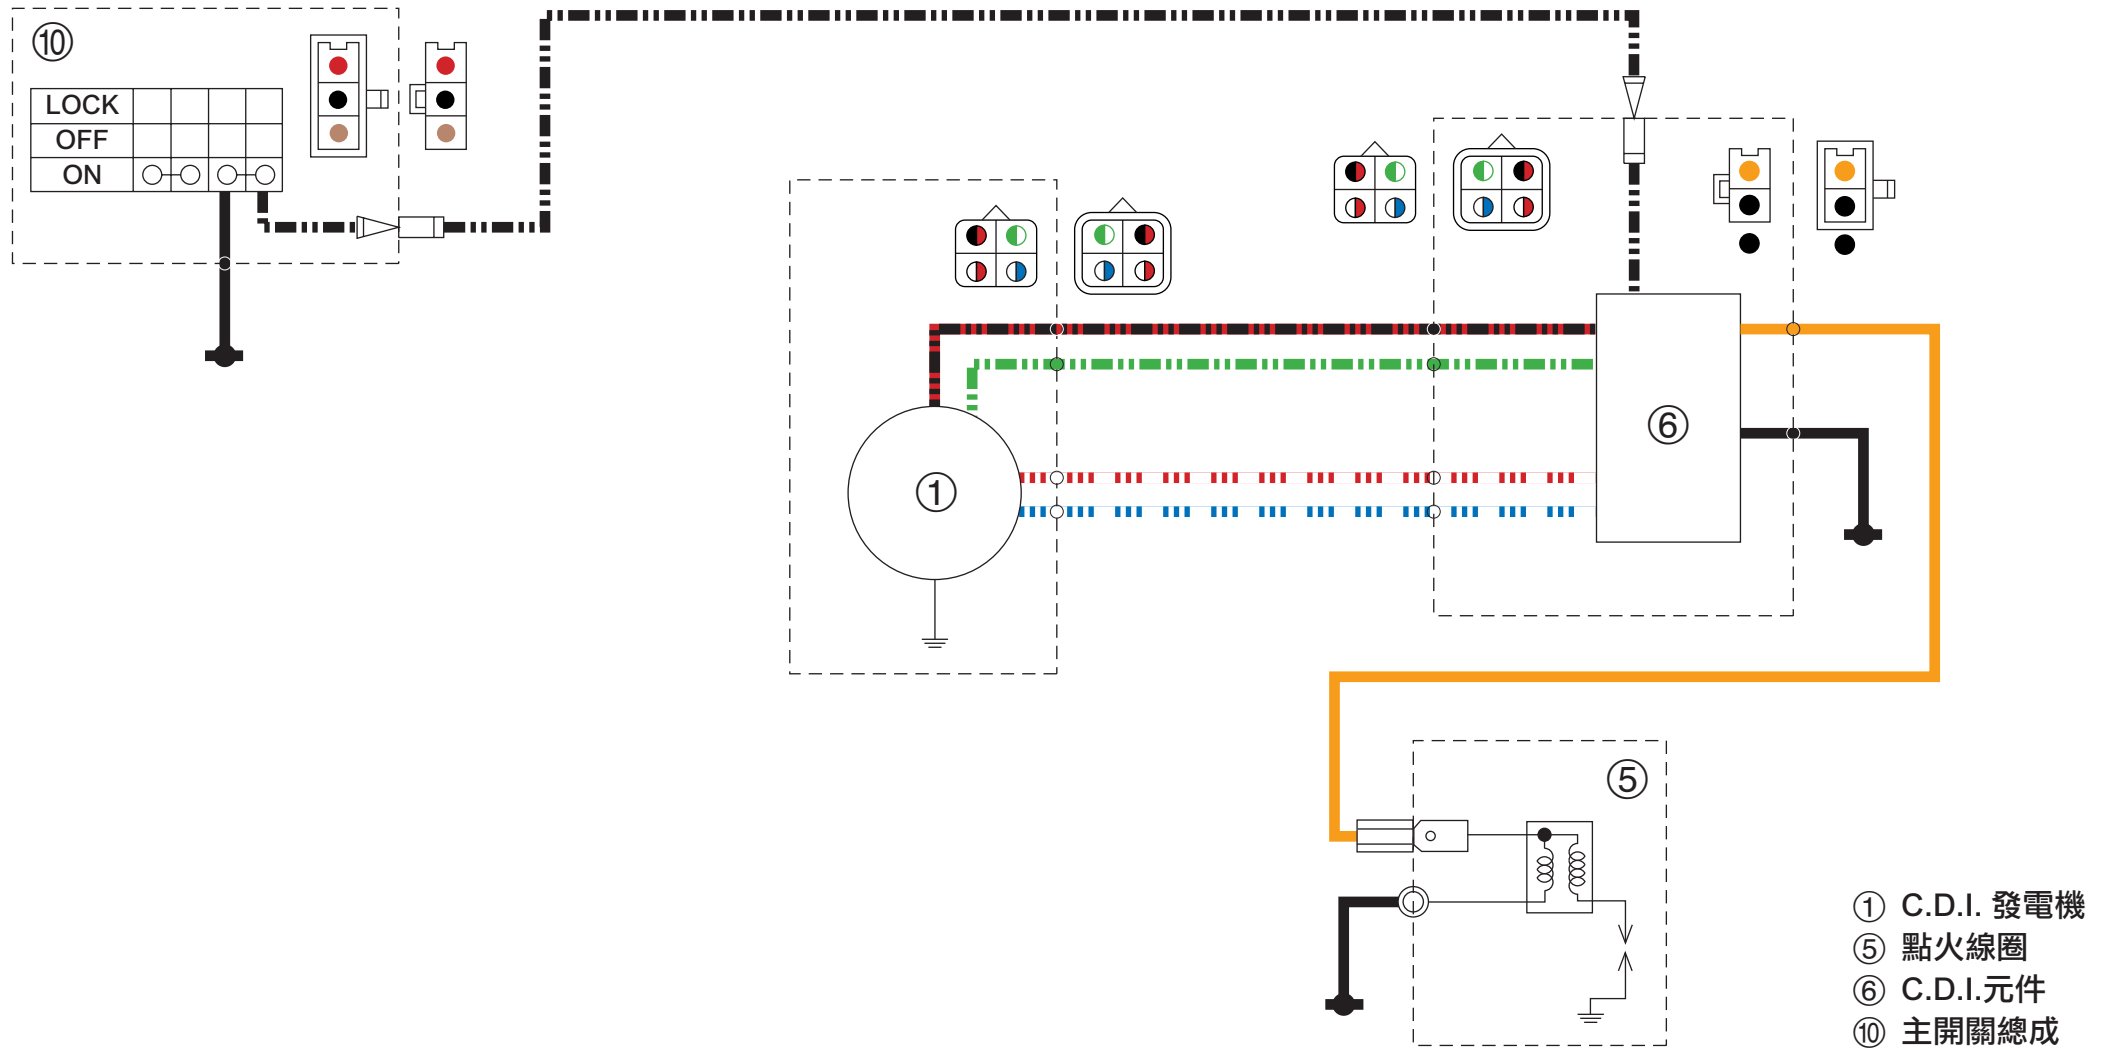 ⑩
LOCK
OFF
ON
①
⑥
⑤
① C.D.I. 發電機
⑤ 點火線圈
⑥ C.D.I.元件
⑩ 主開關總成